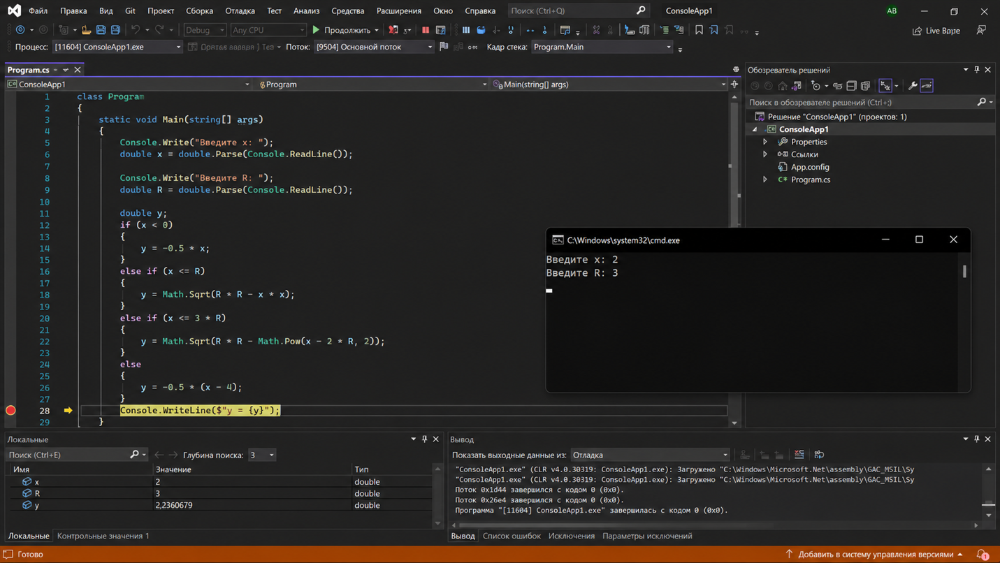 Файл Правка Вид Git Проект Сборка Отладка Тест Анализ Средства Расширения Окно Справка Поиск (Ctrl+Q) ConsoleApp1 AB
Debug Any CPU Продолжить Live
Процесс: [11604] ConsoleApp1.exe Поток: [9504] Основной поток Кадр стека: Program.Main
Program.cs
ConsoleApp1 Program Main(string[] args)
1 class Program
2 {
3 static void Main(string[] args)
4 {
5 Console.Write("Введите x: ");
6 double x = double.Parse(Console.ReadLine());
7
8 Console.Write("Введите R: ");
9 double R = double.Parse(Console.ReadLine());
10
11 double y;
12 if (x < 0)
13 {
14 y = -0.5 * x;
15 }
16 else if (x <= R)
17 {
18 y = Math.Sqrt(R * R - x * x);
19 }
20 else if (x <= 3 * R)
21 {
22 y = Math.Sqrt(R * R - Math.Pow(x - 2 * R, 2));
23 }
24 else
25 {
26 y = -0.5 * (x - 4);
27 }
28 Console.WriteLine($"y = {y}");
29 }
Обозреватель решений
Поиск в обозревателе решений (Ctrl+;)
Решение "ConsoleApp1" (проектов: 1)
ConsoleApp1
Properties
Ссылки
App.config
Program.cs
C:\Windows\system32\cmd.exe
Введите x: 2
Введите R: 3
Локальные
Поиск (Ctrl+E) Глубина поиска: 3
Имя Значение Тип
x 2 double
R 3 double
y 2,2360679 double
Локальные Контрольные значения 1
Вывод
Показать выходные данные из: Отладка
"ConsoleApp1.exe" (CLR v4.0.30319: ConsoleApp1.exe): Загружено "C:\Windows\Microsoft.Net\assembly\GAC_MSIL\Sy
"ConsoleApp1.exe" (CLR v4.0.30319: ConsoleApp1.exe): Загружено "C:\Windows\Microsoft.Net\assembly\GAC_MSIL\Sy
Поток 0x1d44 завершился с кодом 0 (0x0).
Поток 0x26e4 завершился с кодом 0 (0x0).
Программа "[11604] ConsoleApp1.exe" завершилась с кодом 0 (0x0).
Вывод Список ошибок Исключения Параметры исключений
Готово Добавить в систему управления версиями 1